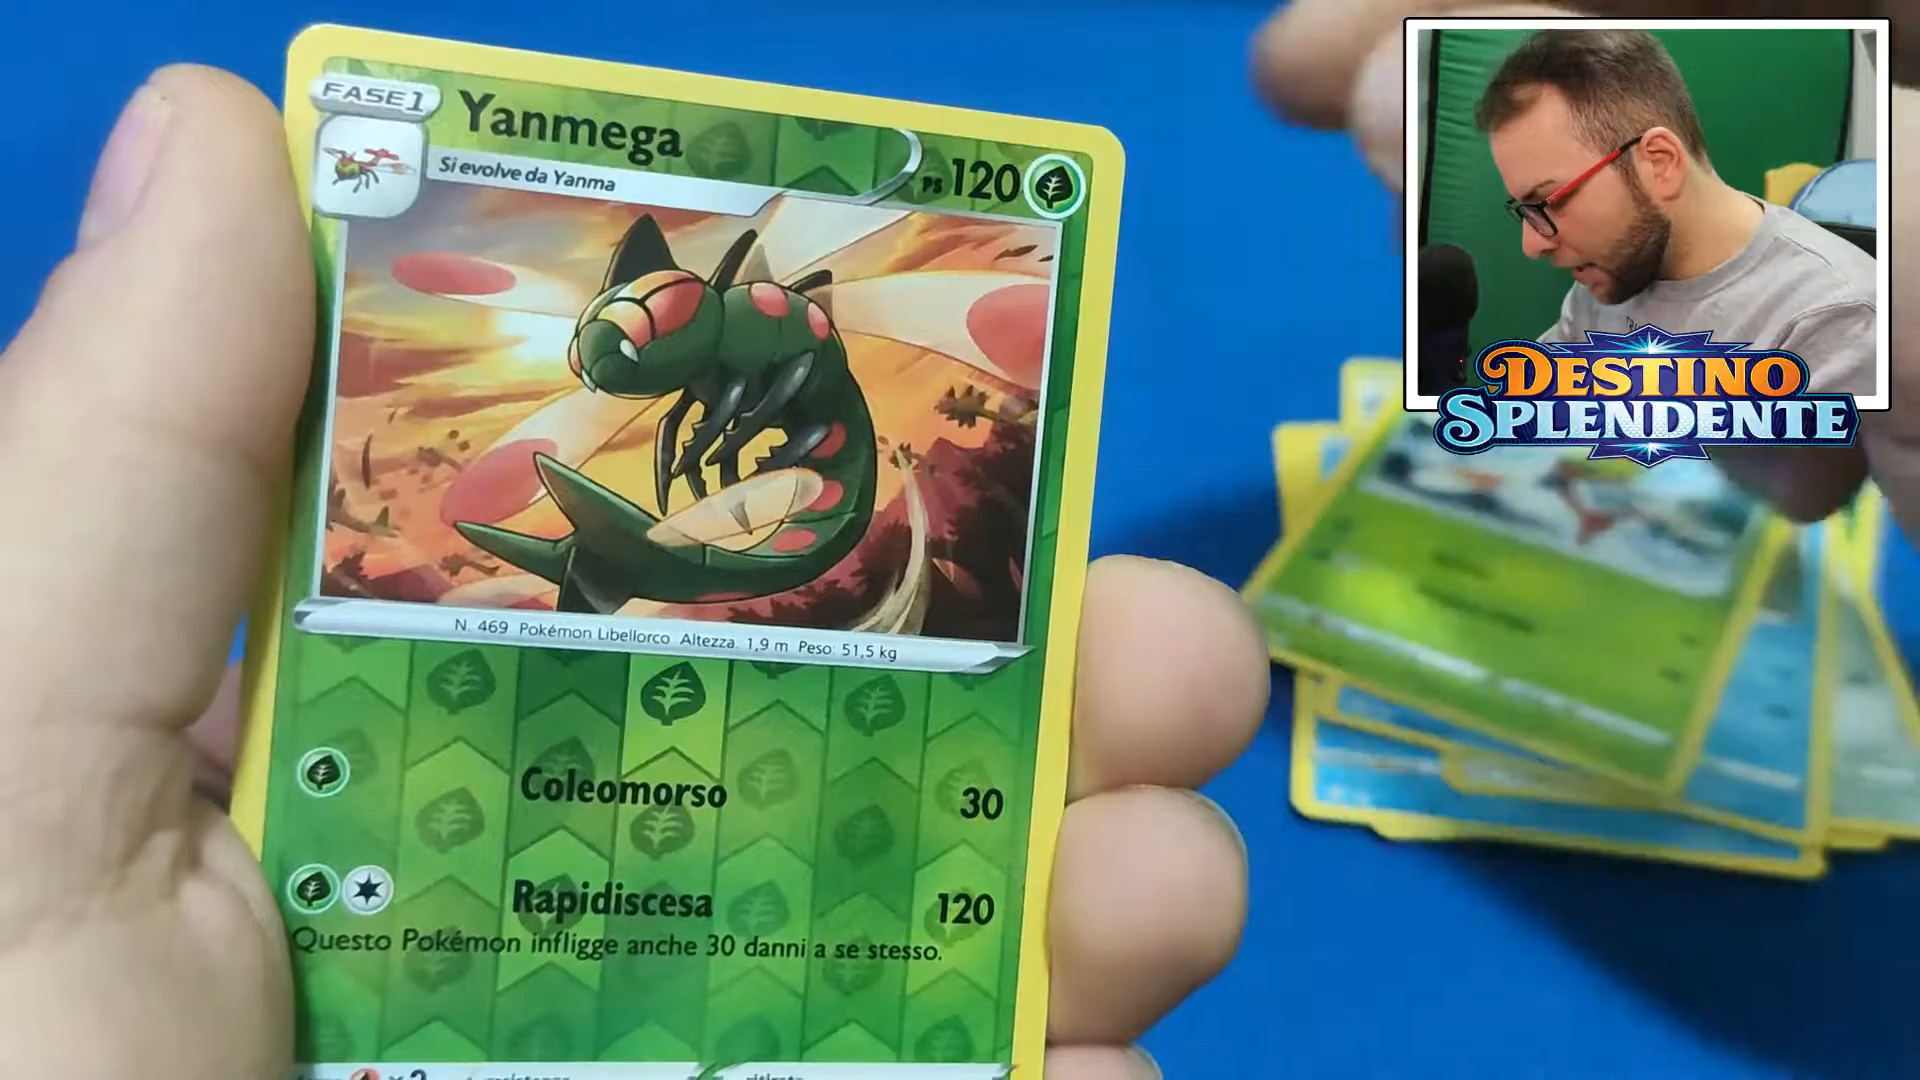 FASE1
Yanmega
Si evolve da Yanma
PS 120
N. 469 Pokémon Libellorco Altezza: 1,9 m Peso: 51,5 kg
Coleomorso 30
Rapidiscesa 120
Questo Pokémon infligge anche 30 danni a se stesso.
x2
DESTINO
SPLENDENTE